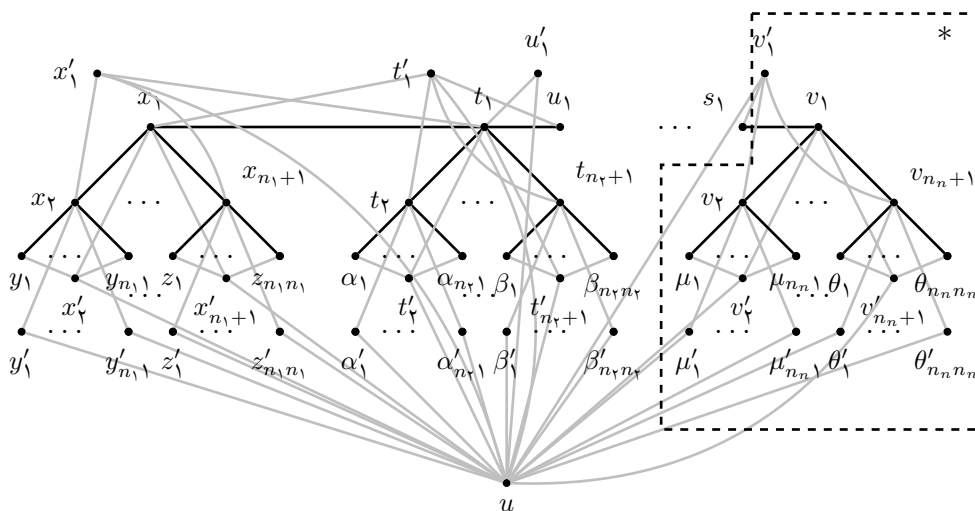 *
u′۱ v′۱
x′۱ t′۱
x۱ t۱ u۱ ... s۱ v۱
x۲ ... x_{n۱+۱} t۲ ... t_{n۲+۱} v۲ ... v_{n_n+۱}
... ... ... ... ... ...
y۱ y_{n۱۱} z۱ z_{n۱n۱} α۱ α_{n۲۱} β۱ β_{n۲n۲} μ۱ μ_{n_n۱} θ۱ θ_{n_nn_n}
x′۲ ... x′_{n۱+۱} t′۲ ... t′_{n۲+۱} v′۲ ... v′_{n_n+۱}
... ... ... ... ... ...
y′۱ y′_{n۱۱} z′۱ z′_{n۱n۱} α′۱ α′_{n۲۱} β′۱ β′_{n۲n۲} μ′۱ μ′_{n_n۱} θ′۱ θ′_{n_nn_n}
u